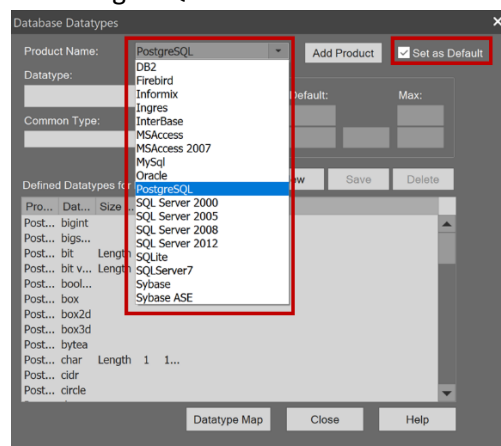 Database Datatypes
Product Name: PostgreSQL Add Product Set as Default
DB2
Datatype: Firebird Default: Max:
Informix
Ingres
Common Type: InterBase
MSAccess
MSAccess 2007
MySql
Oracle
Defined Datatypes for PostgreSQL Save Delete
Pro... Dat... Size SQL Server 2000
Post... bigint SQL Server 2005
Post... bigs... SQL Server 2008
Post... bit Length SQL Server 2012
Post... bit v... Length SQLite
Post... bool... SQLServer7
Post... box Sybase
Post... box2d Sybase ASE
Post... box3d
Post... bytea
Post... char Length 1 1...
Post... cidr
Post... circle
Datatype Map Close Help